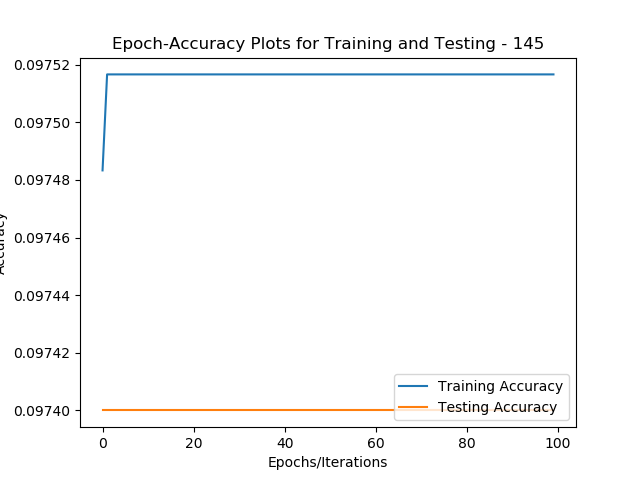 Epoch-Accuracy Plots for Training and Testing - 145
0.09752
0.09750
0.09748
0.09746
0.09744
0.09742
0.09740
Accuracy
Training Accuracy
Testing Accuracy
0 20 40 60 80 100
Epochs/Iterations